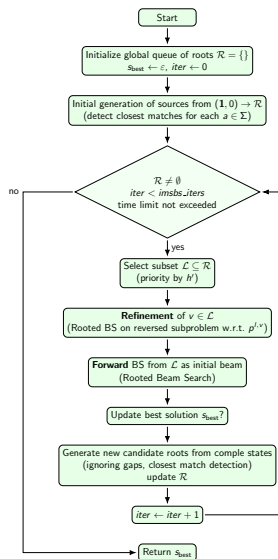 Start
Initialize global queue of roots ℛ = {}
s_best ← ε, iter ← 0
Initial generation of sources from (1, 0) → ℛ
(detect closest matches for each a ∈ Σ)
ℛ ≠ ∅
iter < imsbs_iters
time limit not exceeded
no
yes
Select subset ℒ ⊆ ℛ
(priority by h′)
Refinement of v ∈ ℒ
(Rooted BS on reversed subproblem w.r.t. p^{l,v})
Forward BS from ℒ as initial beam
(Rooted Beam Search)
Update best solution s_best?
Generate new candidate roots from comple states
(ignoring gaps, closest match detection)
update ℛ
iter ← iter + 1
Return s_best